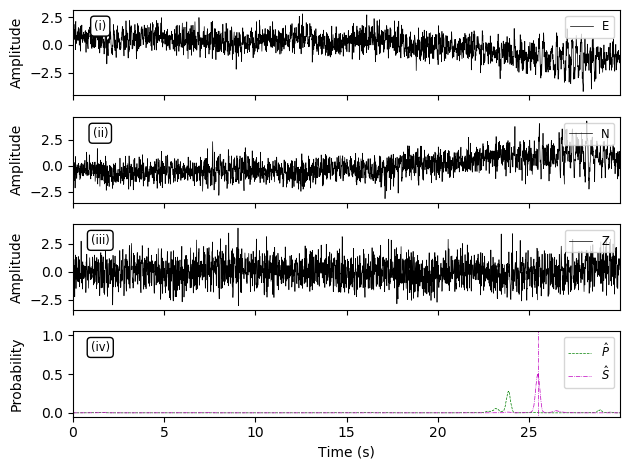 Amplitude
2.5
0.0
−2.5
(i)
E
Amplitude
2.5
0.0
−2.5
(ii)
N
Amplitude
2.5
0.0
−2.5
(iii)
Z
Probability
1.0
0.5
0.0
(iv)
P̂
Ŝ
0 5 10 15 20 25
Time (s)